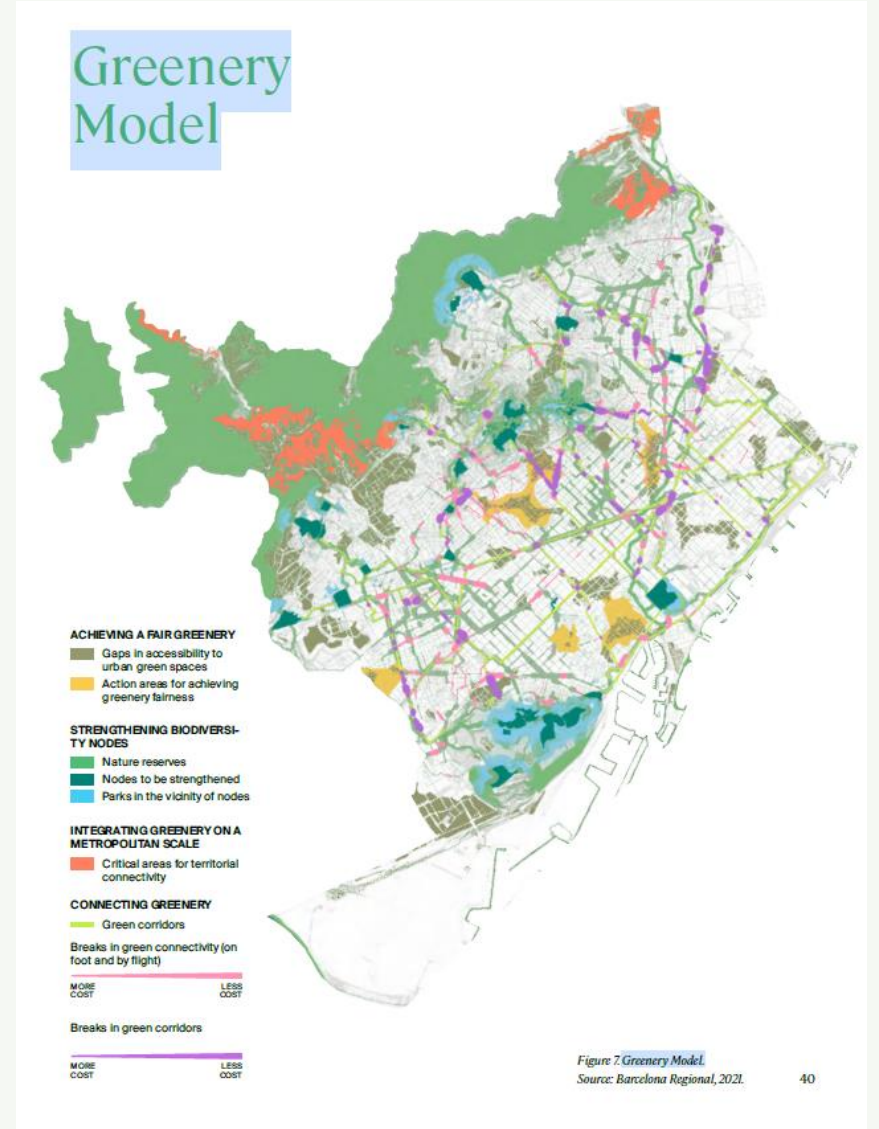 Greenery
Model
ACHIEVING A FAIR GREENERY
Gaps in accessibility to
urban green spaces
Action areas for achieving
greenery fairness
STRENGTHENING BIODIVERSI-
TY NODES
Nature reserves
Nodes to be strengthened
Parks in the vicinity of nodes
INTEGRATING GREENERY ON A
METROPOLITAN SCALE
Critical areas for territorial
connectivity
CONNECTING GREENERY
Green corridors
Breaks in green connectivity (on
foot and by flight)
MORE LESS
COST COST
Breaks in green corridors
MORE LESS
COST COST
Figure 7. Greenery Model.
Source: Barcelona Regional, 2021. 40